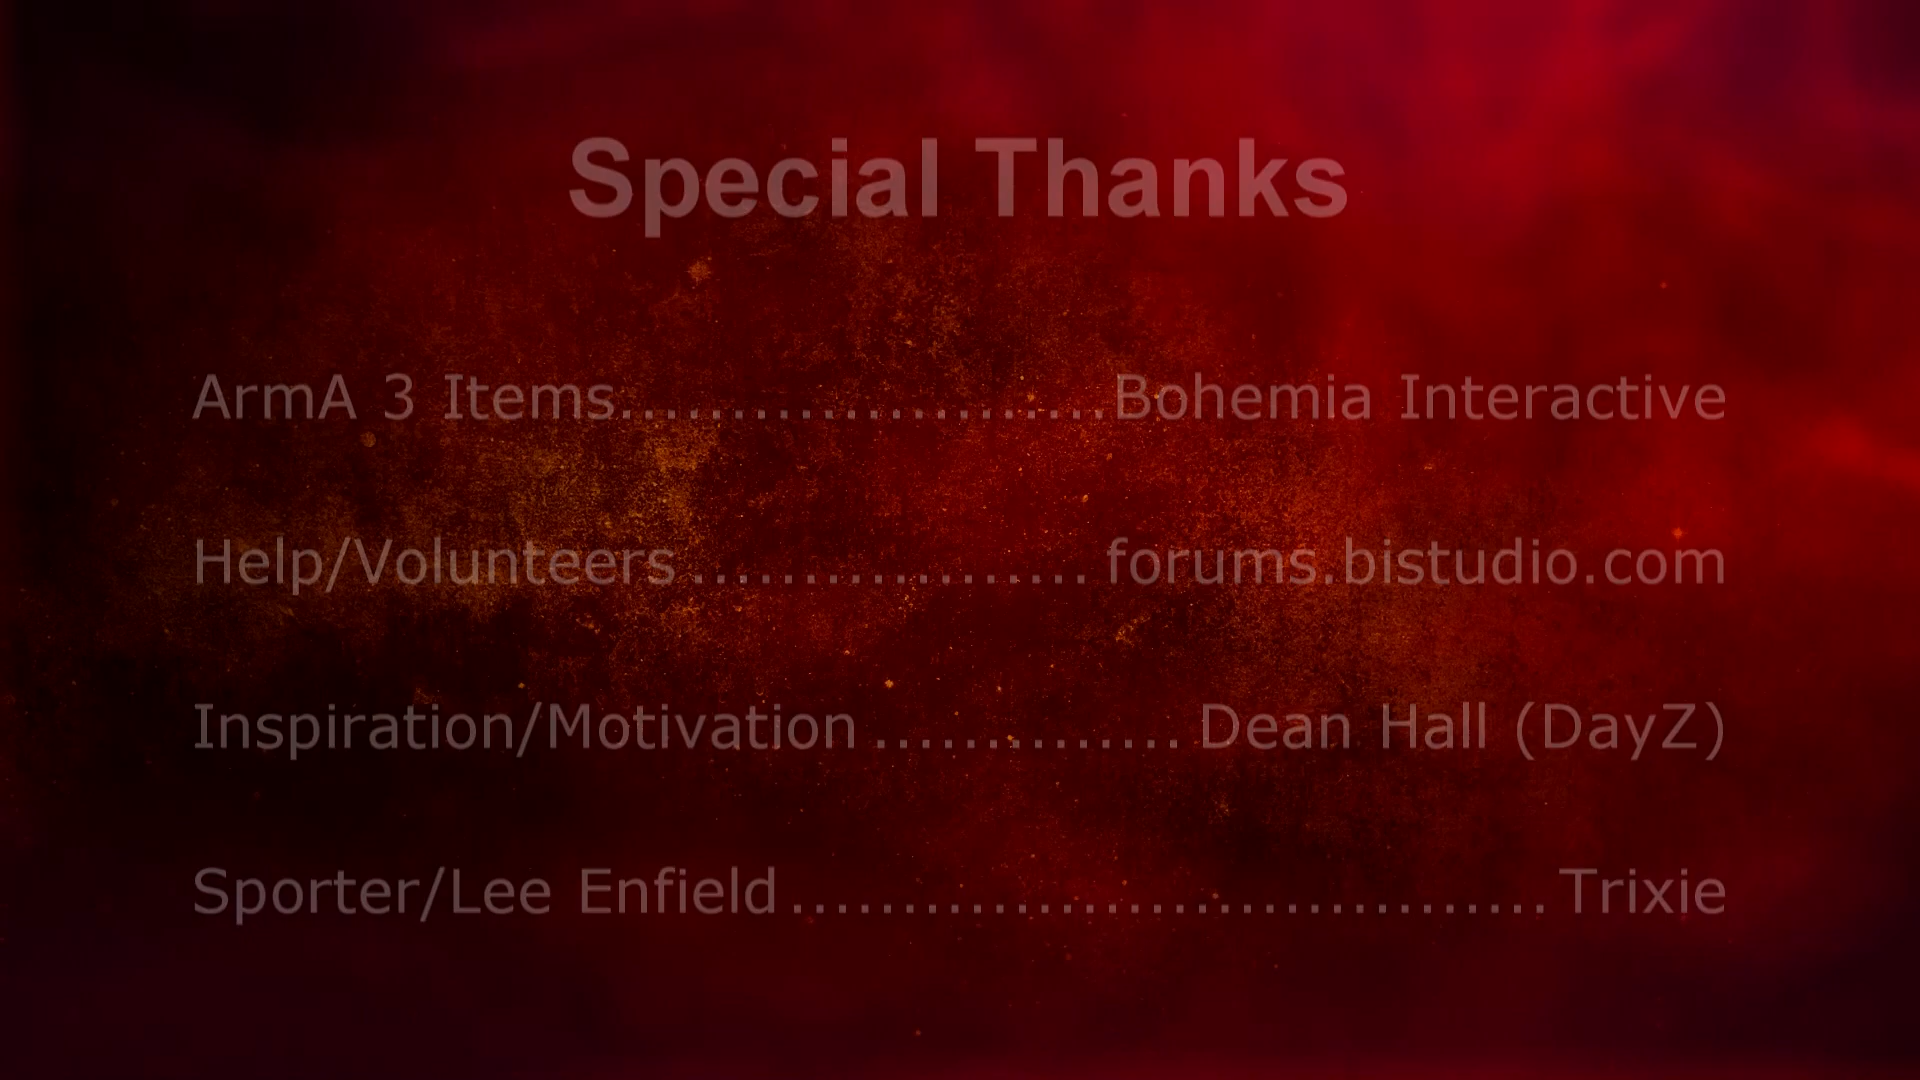 Special Thanks
ArmA 3 Items......................Bohemia Interactive
Help/Volunteers..................forums.bistudio.com
Inspiration/Motivation..............Dean Hall (DayZ)
Sporter/Lee Enfield..................................Trixie